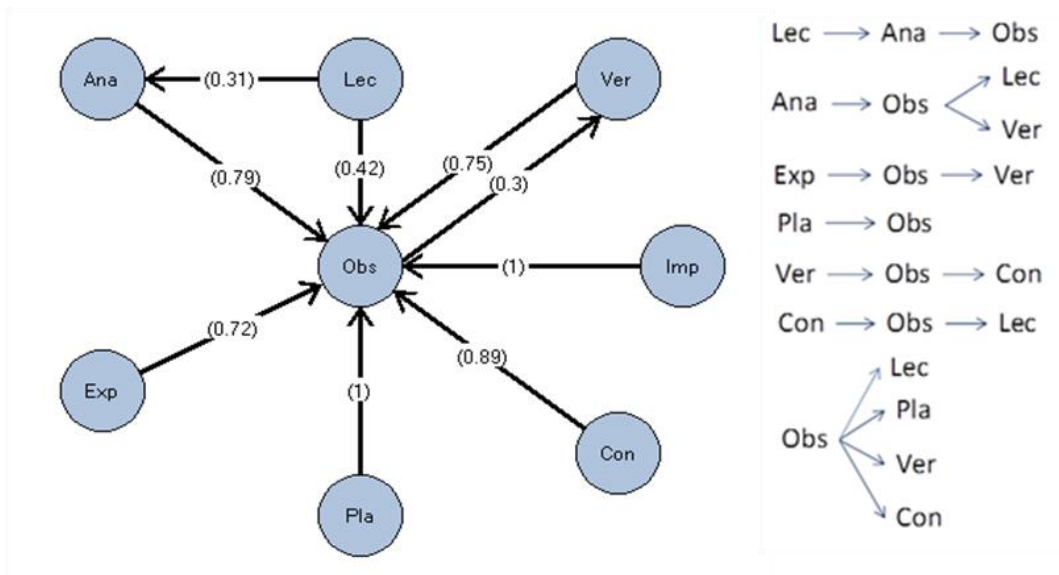 Ana
(0.31)
Lec
Ver
(0.79)
(0.42)
(0.75)
(0.3)
Obs
(1)
Imp
(0.72)
(0.89)
Exp
(1)
Con
Pla
Lec → Ana → Obs
Lec
Ana → Obs
Ver
Exp → Obs → Ver
Pla → Obs
Ver → Obs → Con
Con → Obs → Lec
Lec
Pla
Obs
Ver
Con